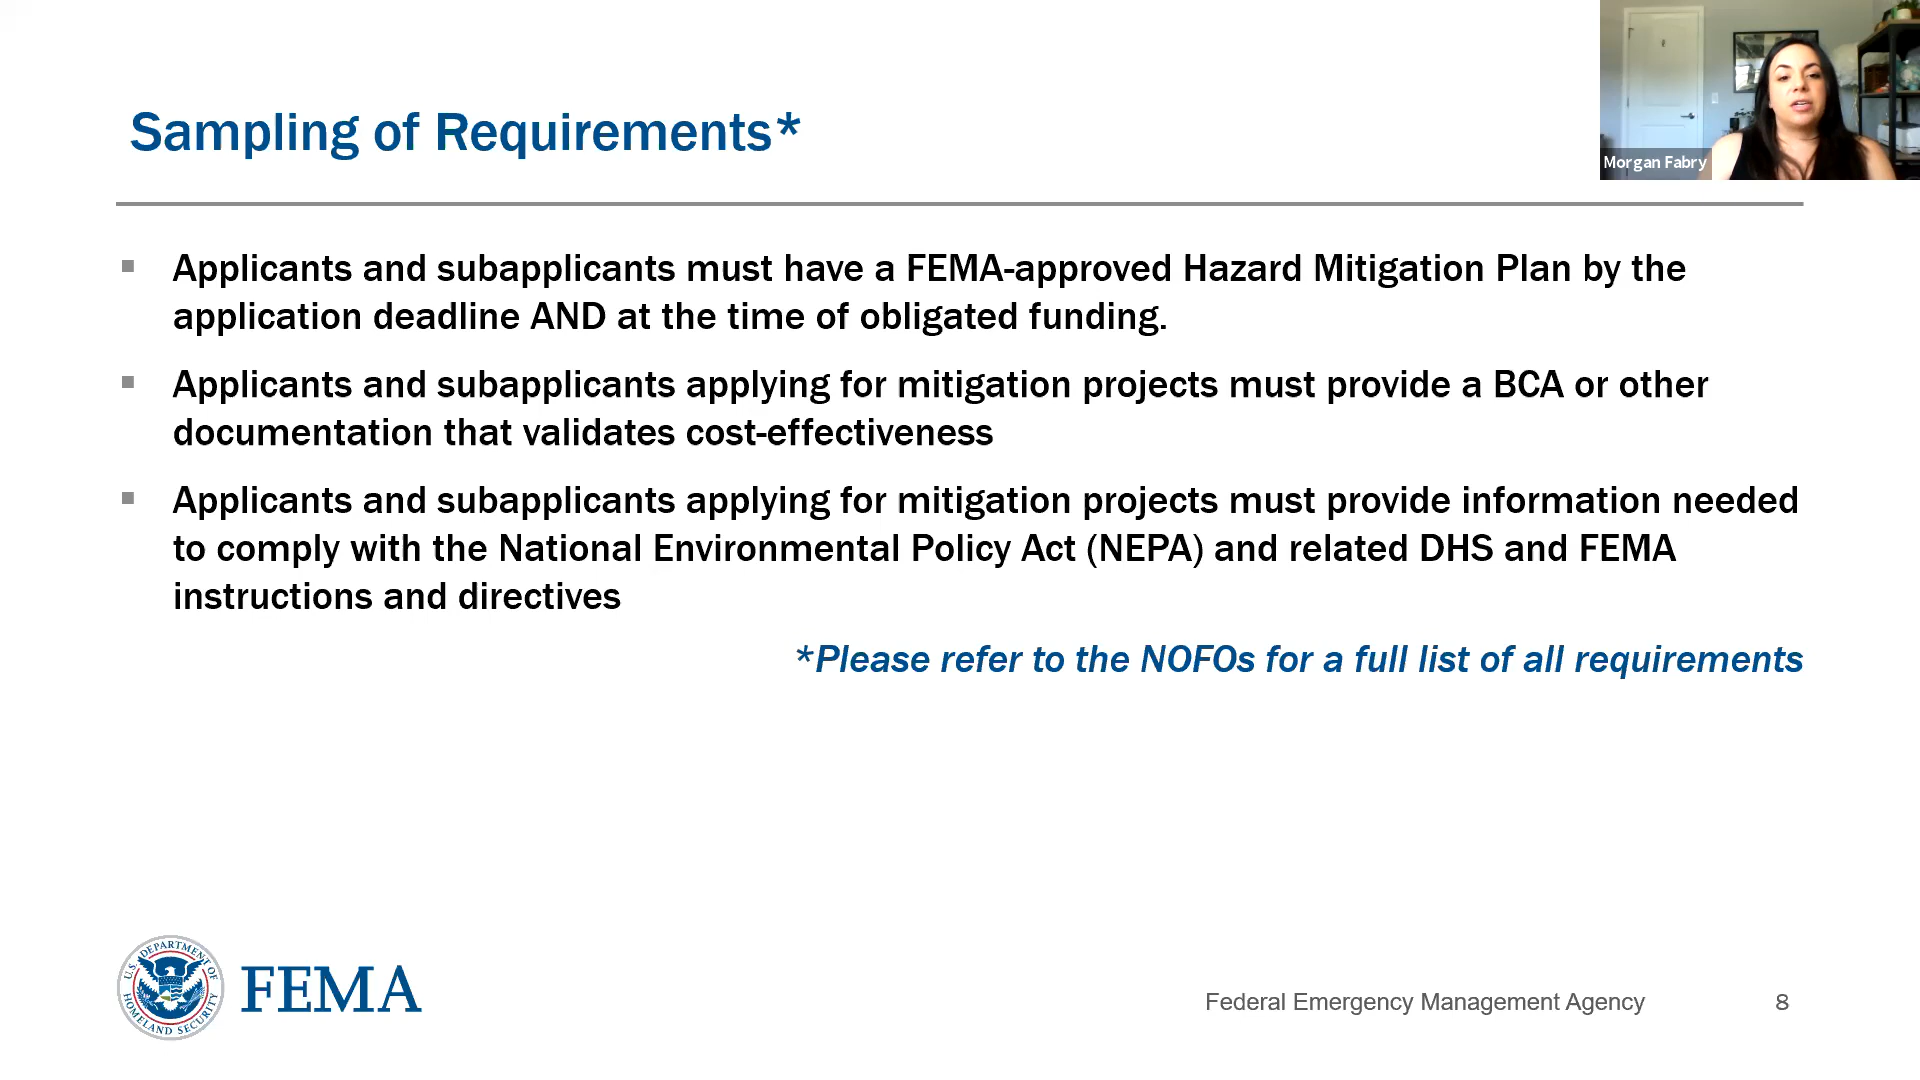 Sampling of Requirements*
Morgan Fabry
▪ Applicants and subapplicants must have a FEMA-approved Hazard Mitigation Plan by the
application deadline AND at the time of obligated funding.
▪ Applicants and subapplicants applying for mitigation projects must provide a BCA or other
documentation that validates cost-effectiveness
▪ Applicants and subapplicants applying for mitigation projects must provide information needed
to comply with the National Environmental Policy Act (NEPA) and related DHS and FEMA
instructions and directives
*Please refer to the NOFOs for a full list of all requirements
U.S. DEPARTMENT OF
HOMELAND SECURITY
FEMA
Federal Emergency Management Agency
8